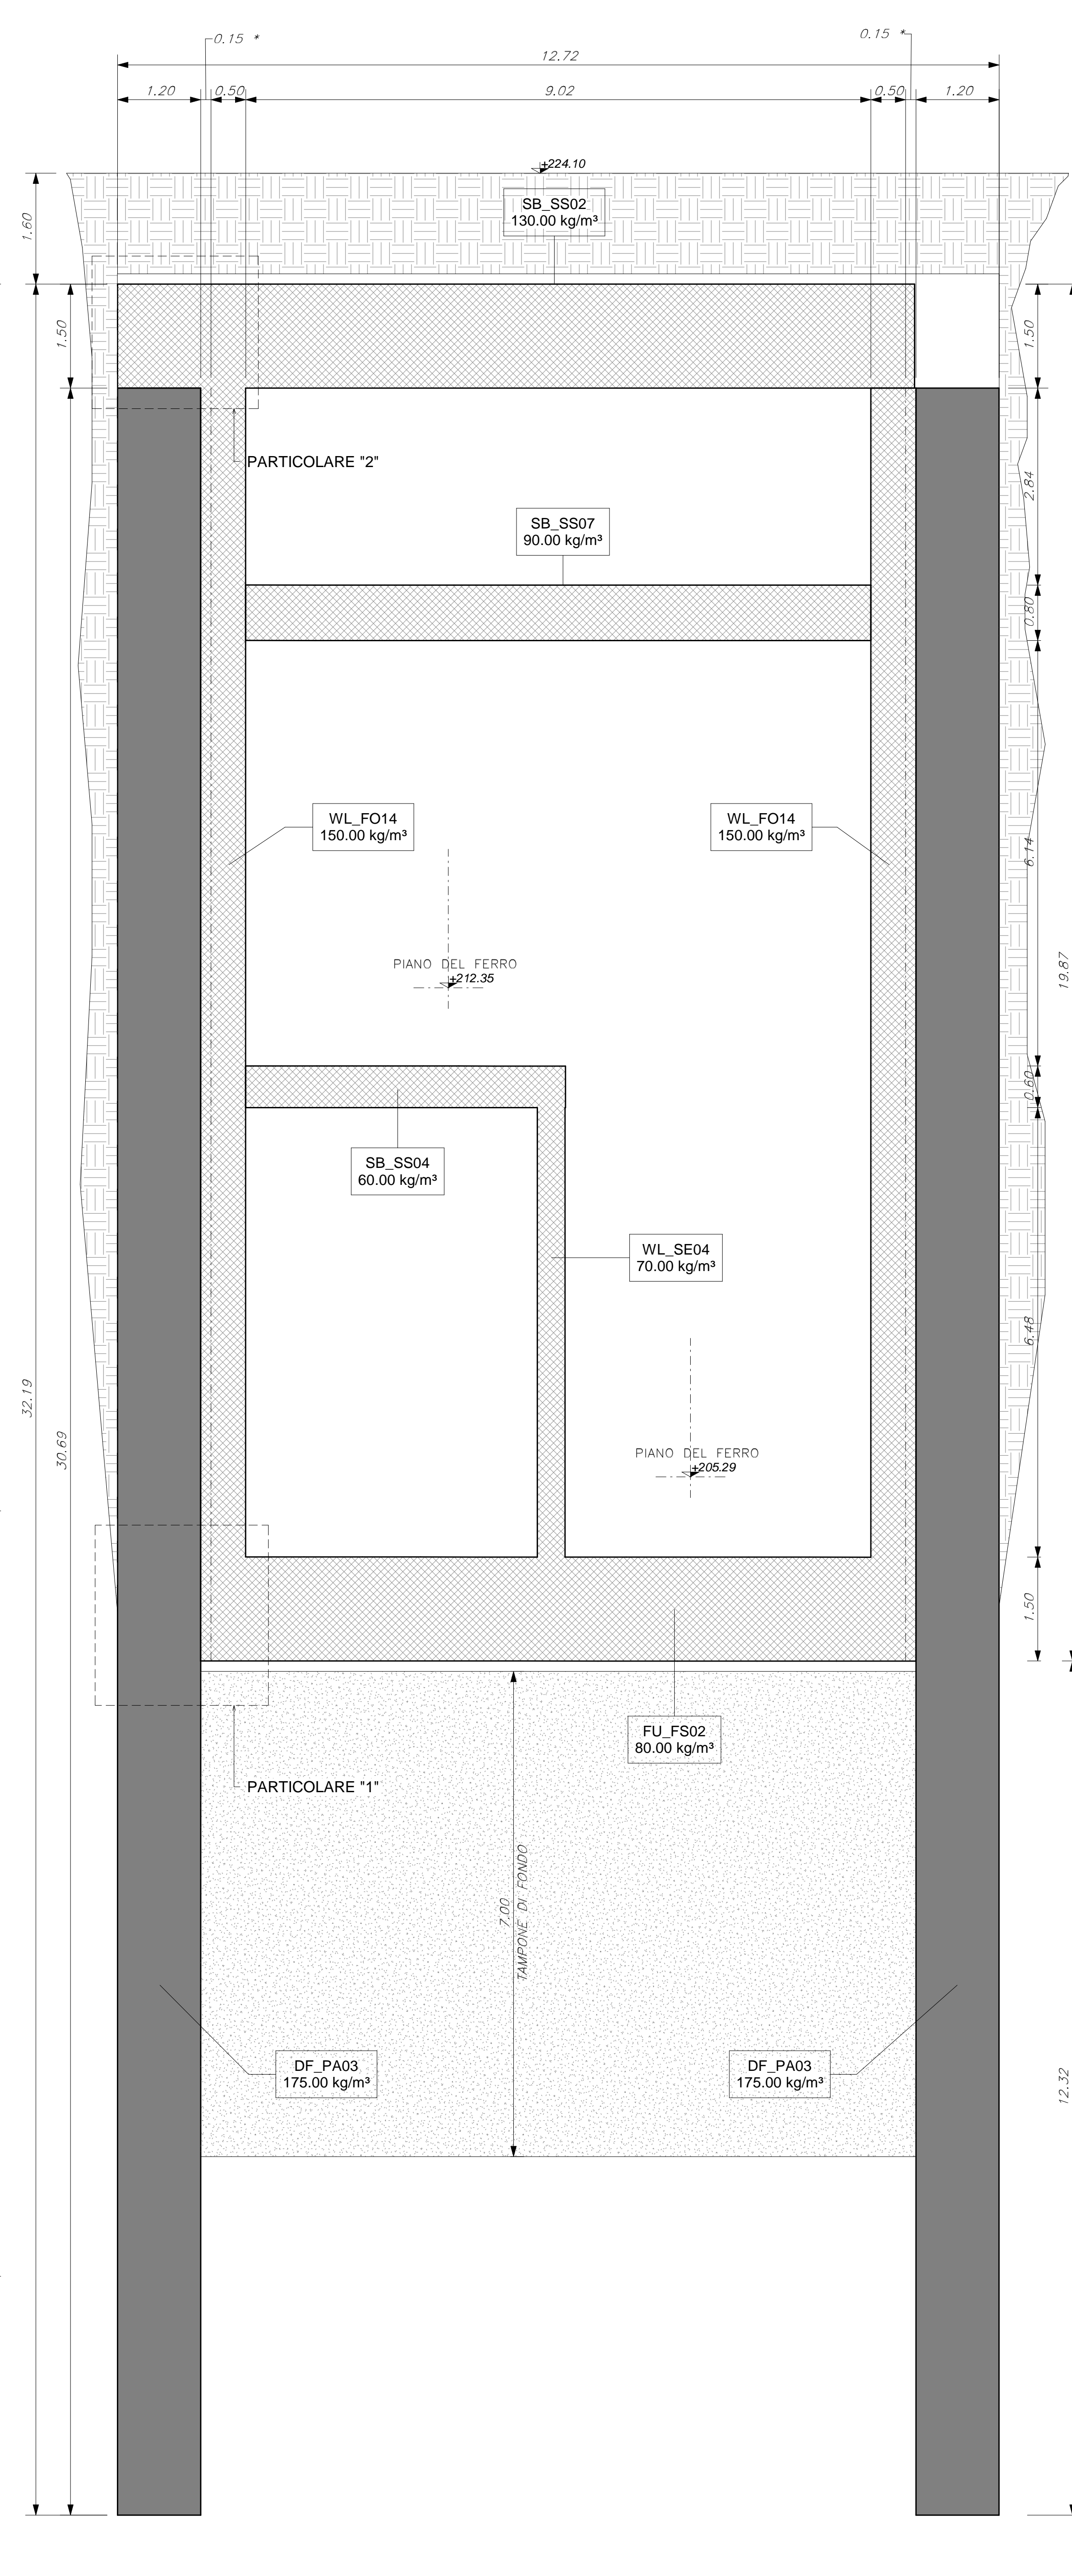 0.15 *
0.15 *
12.72
1.20
0.50
9.02
0.50
1.20
+224.10
1.60
SB_SS02
130.00 kg/m³
1.50
1.50
PARTICOLARE "2"
2.84
SB_SS07
90.00 kg/m³
0.80
WL_FO14
150.00 kg/m³
WL_FO14
150.00 kg/m³
6.14
PIANO DEL FERRO
+212.35
19.87
0.60
SB_SS04
60.00 kg/m³
WL_SE04
70.00 kg/m³
6.48
32.19
30.69
PIANO DEL FERRO
+205.29
1.50
FU_FS02
80.00 kg/m³
PARTICOLARE "1"
7.00
TAMPONE DI FONDO
DF_PA03
175.00 kg/m³
DF_PA03
175.00 kg/m³
12.32